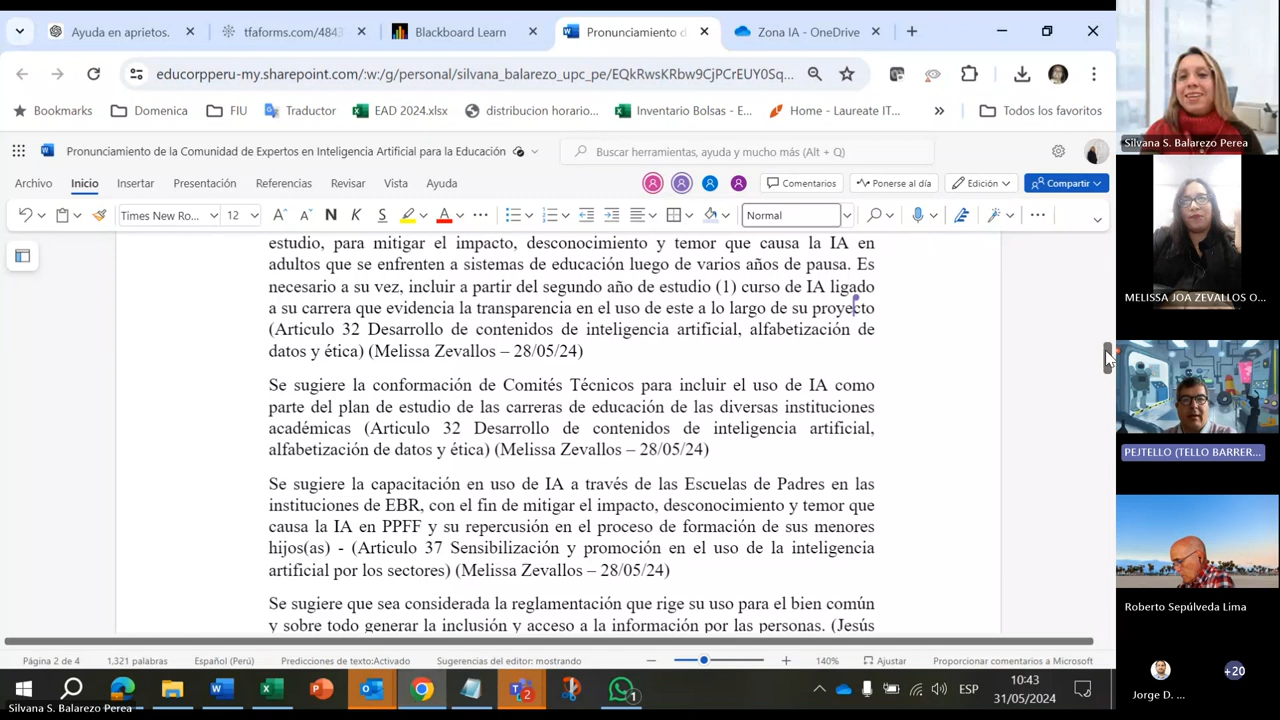 Ayuda en aprietos.
tfaforms.com/4843
Blackboard Learn
Pronunciamiento d
Zona IA - OneDrive
educorpperu-my.sharepoint.com/:w:/g/personal/silvana_balarezo_upc_pe/EQkRwsKRbw9CjPCrEUY0Sq...
Bookmarks
Domenica
FIU
Traductor
EAD 2024.xlsx
distribucion horario...
Inventario Bolsas - E...
Home - Laureate IT...
Todos los favoritos
Pronunciamiento de la Comunidad de Expertos en Inteligencia Artificial para la Educación
Buscar herramientas, ayuda y mucho más (Alt + Q)
Archivo
Inicio
Insertar
Presentación
Referencias
Revisar
Vista
Ayuda
Comentarios
Ponerse al día
Edición
Compartir
Times New Ro...
12
N
K
S
Normal
estudio, para mitigar el impacto, desconocimiento y temor que causa la IA en
adultos que se enfrenten a sistemas de educación luego de varios años de pausa. Es
necesario a su vez, incluir a partir del segundo año de estudio (1) curso de IA ligado
a su carrera que evidencia la transparencia en el uso de este a lo largo de su proyecto
(Articulo 32 Desarrollo de contenidos de inteligencia artificial, alfabetización de
datos y ética) (Melissa Zevallos – 28/05/24)
Se sugiere la conformación de Comités Técnicos para incluir el uso de IA como
parte del plan de estudio de las carreras de educación de las diversas instituciones
académicas (Articulo 32 Desarrollo de contenidos de inteligencia artificial,
alfabetización de datos y ética) (Melissa Zevallos – 28/05/24)
Se sugiere la capacitación en uso de IA a través de las Escuelas de Padres en las
instituciones de EBR, con el fin de mitigar el impacto, desconocimiento y temor que
causa la IA en PPFF y su repercusión en el proceso de formación de sus menores
hijos(as) - (Articulo 37 Sensibilización y promoción en el uso de la inteligencia
artificial por los sectores) (Melissa Zevallos – 28/05/24)
Se sugiere que sea considerada la reglamentación que rige su uso para el bien común
y sobre todo generar la inclusión y acceso a la información por las personas. (Jesús
Página 2 de 4
1,321 palabras
Español (Perú)
Predicciones de texto:Activado
Sugerencias del editor: mostrando
140%
Ajustar
Proporcionar comentarios a Microsoft
2
1
ESP
10:43
31/05/2024
Silvana S. Balarezo Perea
Silvana S. Balarezo Perea
MELISSA JOA ZEVALLOS O...
PEJTELLO (TELLO BARRER...
Roberto Sepúlveda Lima
Jorge D. ...
+20